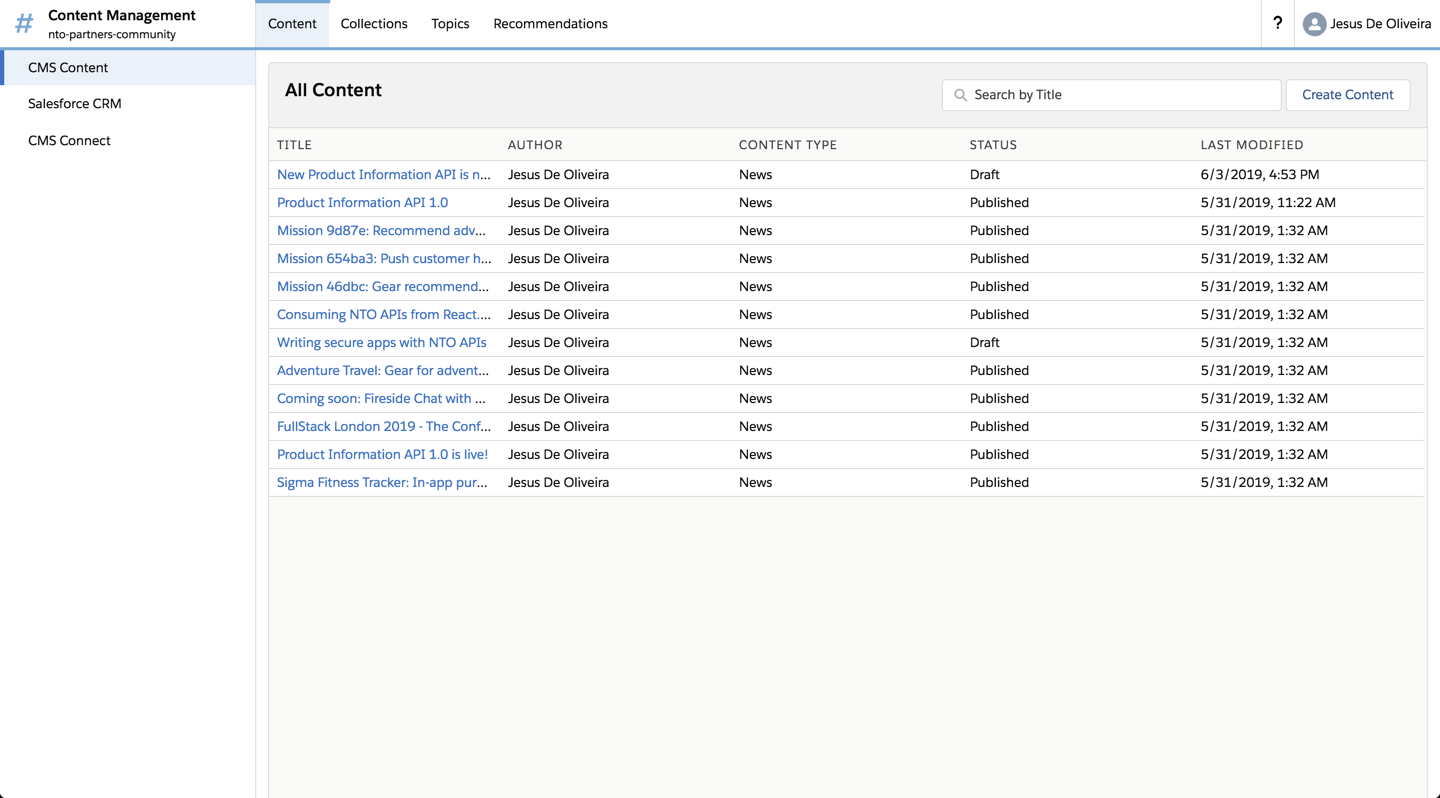 # Content Management
nto-partners-community
Content Collections Topics Recommendations
? Jesus De Oliveira
CMS Content
Salesforce CRM
CMS Connect
All Content
Search by Title
Create Content
TITLE AUTHOR CONTENT TYPE STATUS LAST MODIFIED
New Product Information API is n... Jesus De Oliveira News Draft 6/3/2019, 4:53 PM
Product Information API 1.0 Jesus De Oliveira News Published 5/31/2019, 11:22 AM
Mission 9d87e: Recommend adv... Jesus De Oliveira News Published 5/31/2019, 1:32 AM
Mission 654ba3: Push customer h... Jesus De Oliveira News Published 5/31/2019, 1:32 AM
Mission 46dbc: Gear recommend... Jesus De Oliveira News Published 5/31/2019, 1:32 AM
Consuming NTO APIs from React.... Jesus De Oliveira News Published 5/31/2019, 1:32 AM
Writing secure apps with NTO APIs Jesus De Oliveira News Draft 5/31/2019, 1:32 AM
Adventure Travel: Gear for advent... Jesus De Oliveira News Published 5/31/2019, 1:32 AM
Coming soon: Fireside Chat with ... Jesus De Oliveira News Published 5/31/2019, 1:32 AM
FullStack London 2019 - The Conf... Jesus De Oliveira News Published 5/31/2019, 1:32 AM
Product Information API 1.0 is live! Jesus De Oliveira News Published 5/31/2019, 1:32 AM
Sigma Fitness Tracker: In-app pur... Jesus De Oliveira News Published 5/31/2019, 1:32 AM